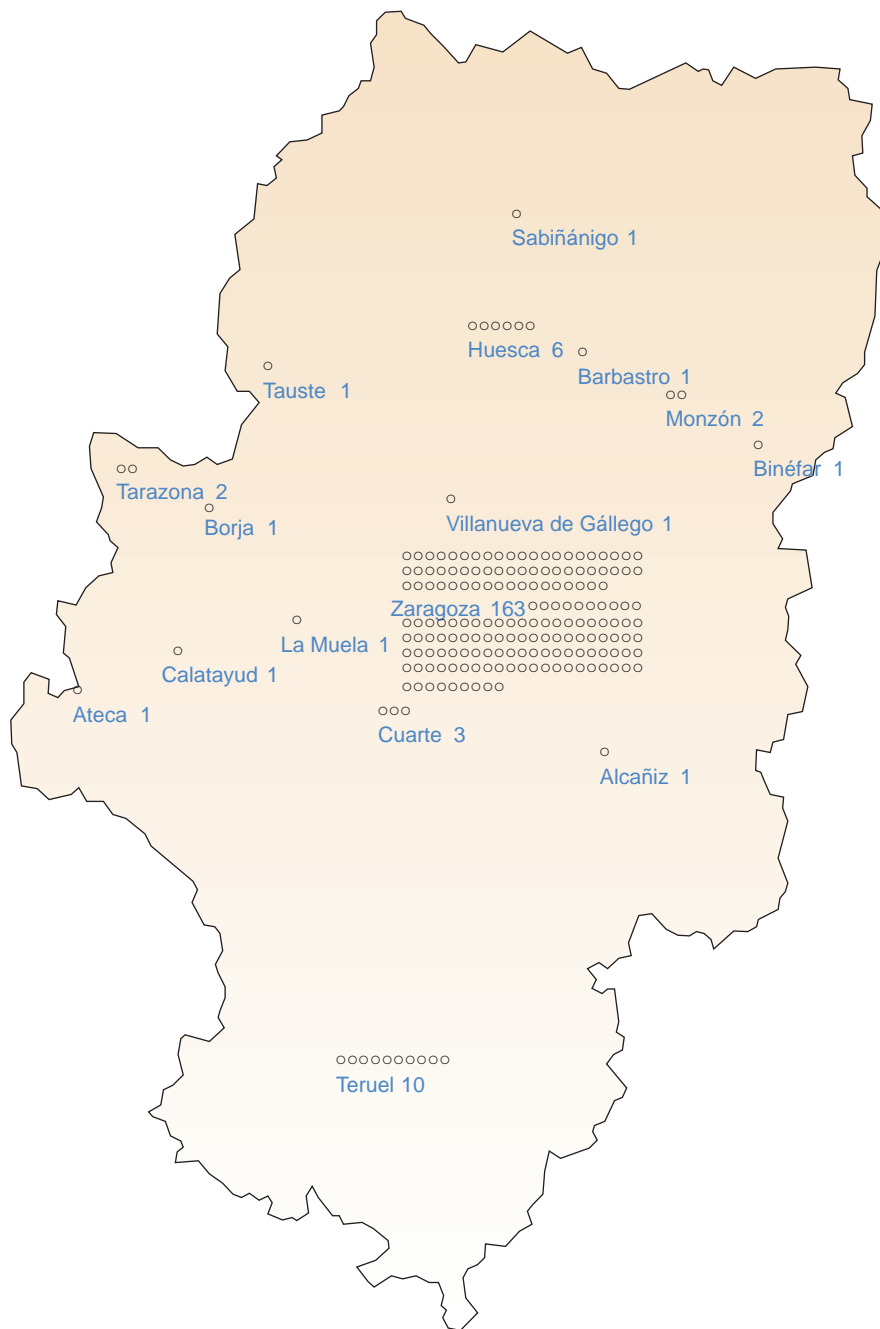 Sabiñánigo 1
Huesca 6
Barbastro 1
Tauste 1
Monzón 2
Binéfar 1
Tarazona 2
Borja 1
Villanueva de Gállego 1
Zaragoza 163
La Muela 1
Calatayud 1
Ateca 1
Cuarte 3
Alcañiz 1
Teruel 10